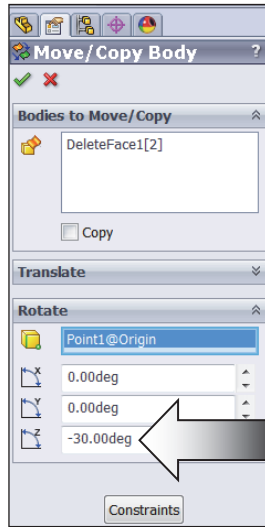 Move/Copy Body ?
Bodies to Move/Copy
DeleteFace1[2]
Copy
Translate
Rotate
Point1@Origin
X 0.00deg
Y 0.00deg
Z -30.00deg
Constraints